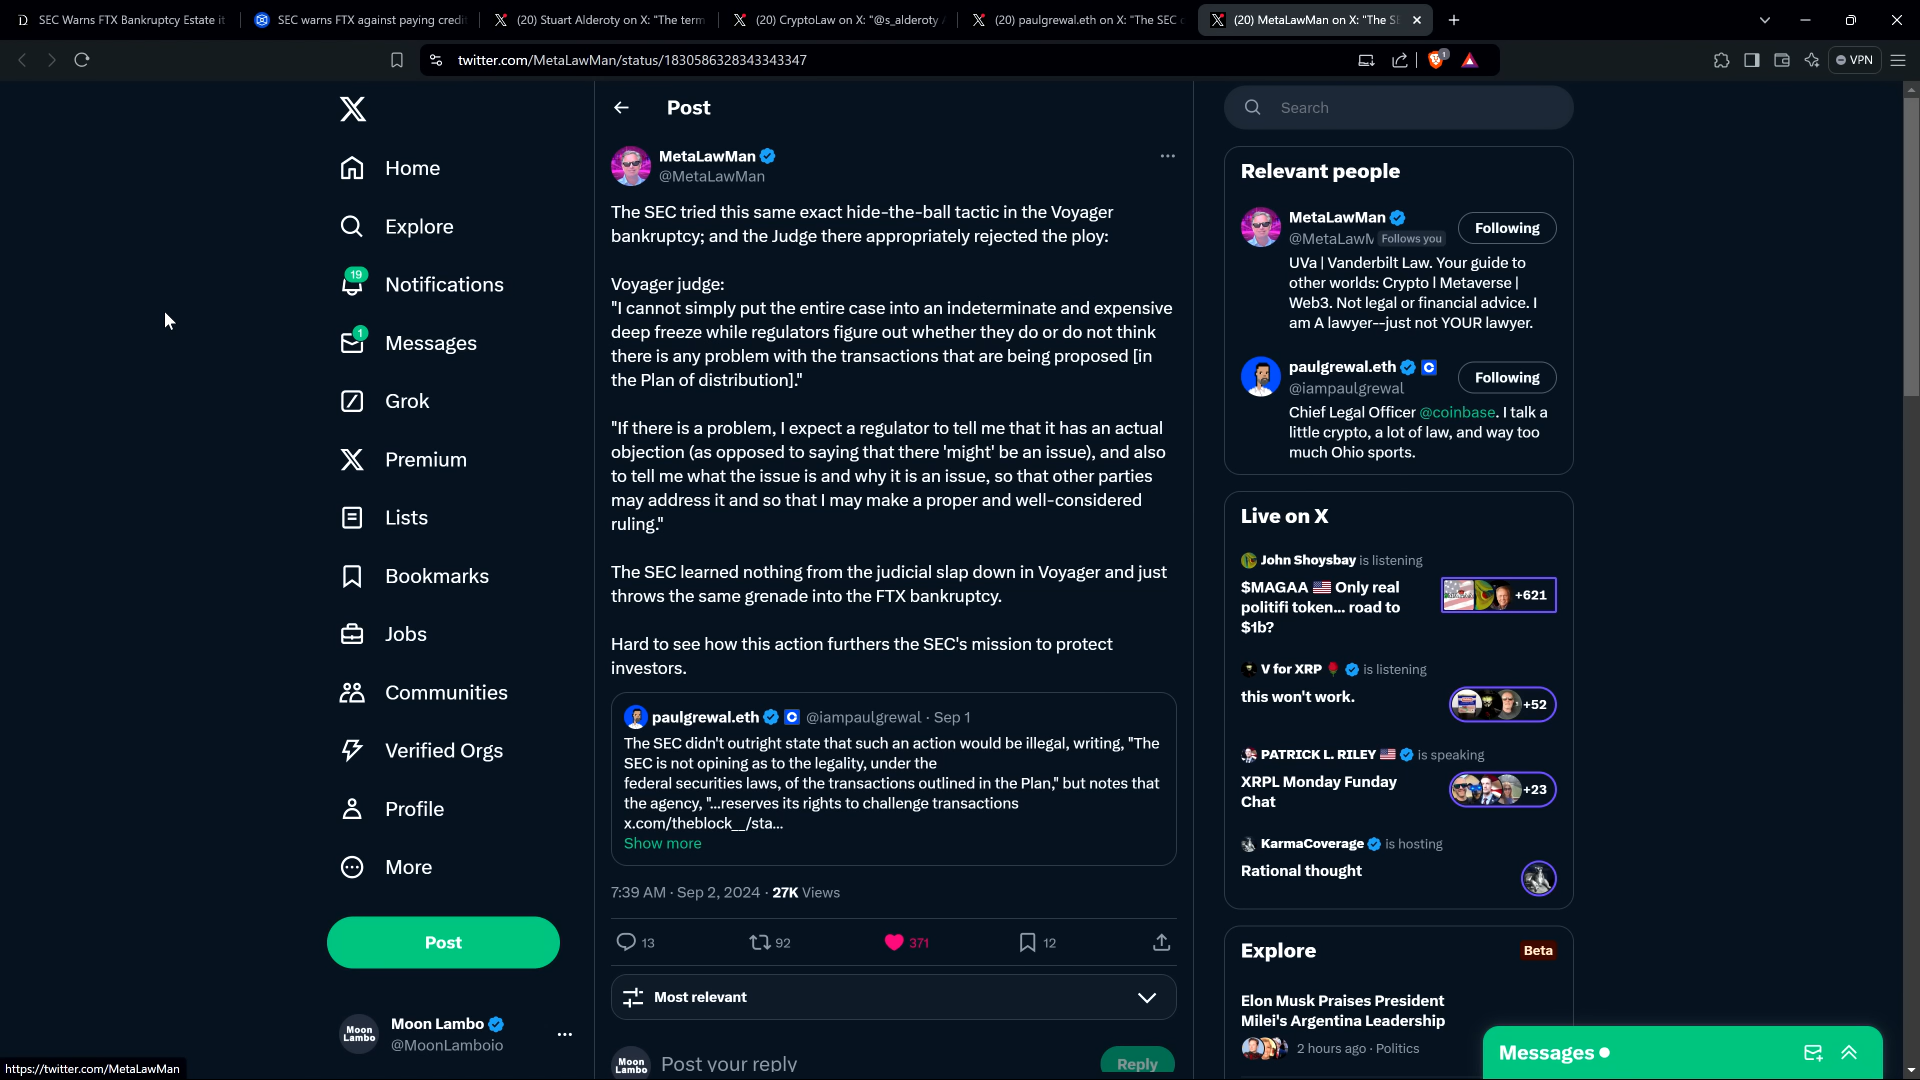 SEC Warns FTX Bankruptcy Estate it
SEC warns FTX against paying credit
(20) Stuart Alderoty on X: "The term
(20) CryptoLaw on X: "@s_alderoty
(20) paulgrewal.eth on X: "The SEC
(20) MetaLawMan on X: "The S
twitter.com/MetaLawMan/status/1830586328343343347
1
VPN
Home
Explore
19
Notifications
1
Messages
Grok
Premium
Lists
Bookmarks
Jobs
Communities
Verified Orgs
Profile
More
Post
Moon Lambo
Moon Lambo
@MoonLamboio
https://twitter.com/MetaLawMan
Post
MetaLawMan
@MetaLawMan
The SEC tried this same exact hide-the-ball tactic in the Voyager
bankruptcy; and the Judge there appropriately rejected the ploy:
Voyager judge:
"I cannot simply put the entire case into an indeterminate and expensive
deep freeze while regulators figure out whether they do or do not think
there is any problem with the transactions that are being proposed [in
the Plan of distribution]."
"If there is a problem, I expect a regulator to tell me that it has an actual
objection (as opposed to saying that there 'might' be an issue), and also
to tell me what the issue is and why it is an issue, so that other parties
may address it and so that I may make a proper and well-considered
ruling."
The SEC learned nothing from the judicial slap down in Voyager and just
throws the same grenade into the FTX bankruptcy.
Hard to see how this action furthers the SEC's mission to protect
investors.
paulgrewal.eth @iampaulgrewal · Sep 1
The SEC didn't outright state that such an action would be illegal, writing, "The
SEC is not opining as to the legality, under the
federal securities laws, of the transactions outlined in the Plan," but notes that
the agency, "...reserves its rights to challenge transactions
x.com/theblock__/sta...
Show more
7:39 AM · Sep 2, 2024 · 27K Views
13
92
371
12
Most relevant
Moon Lambo
Post your reply
Reply
Search
Relevant people
MetaLawMan
@MetaLawM Follows you
Following
UVa | Vanderbilt Law. Your guide to
other worlds: Crypto l Metaverse |
Web3. Not legal or financial advice. I
am A lawyer--just not YOUR lawyer.
paulgrewal.eth
@iampaulgrewal
Following
Chief Legal Officer @coinbase. I talk a
little crypto, a lot of law, and way too
much Ohio sports.
Live on X
John Shoysbay is listening
$MAGAA Only real
politifi token... road to
$1b?
+621
V for XRP is listening
this won't work.
+52
PATRICK L. RILEY is speaking
XRPL Monday Funday
Chat
+23
KarmaCoverage is hosting
Rational thought
Explore
Beta
Elon Musk Praises President
Milei's Argentina Leadership
2 hours ago · Politics
Messages